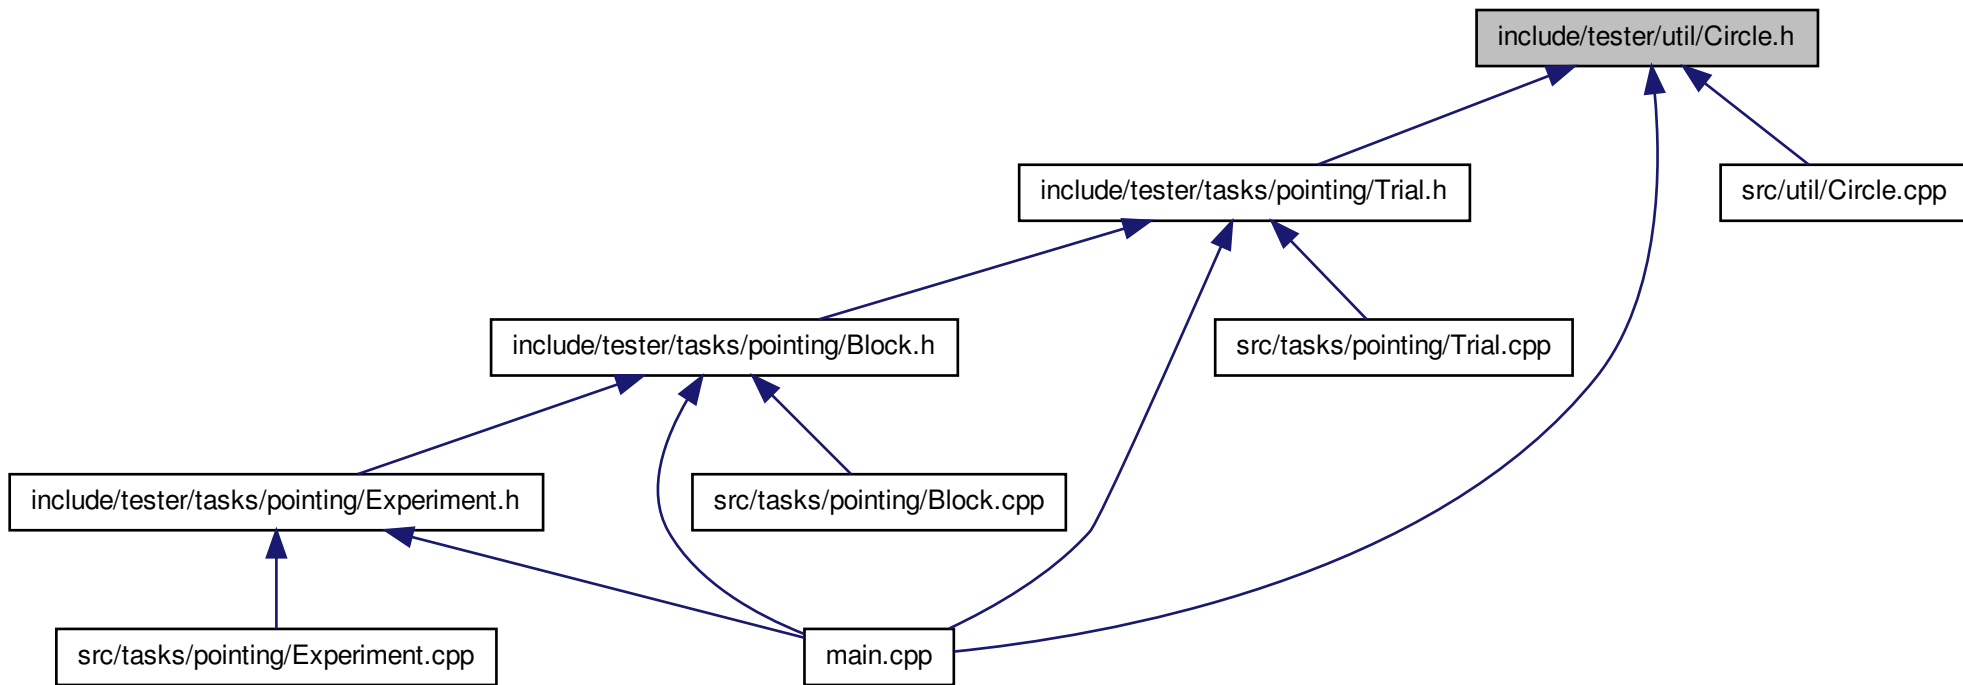 include/tester/util/Circle.h
include/tester/tasks/pointing/Trial.h
src/util/Circle.cpp
include/tester/tasks/pointing/Block.h
src/tasks/pointing/Trial.cpp
include/tester/tasks/pointing/Experiment.h
src/tasks/pointing/Block.cpp
src/tasks/pointing/Experiment.cpp
main.cpp